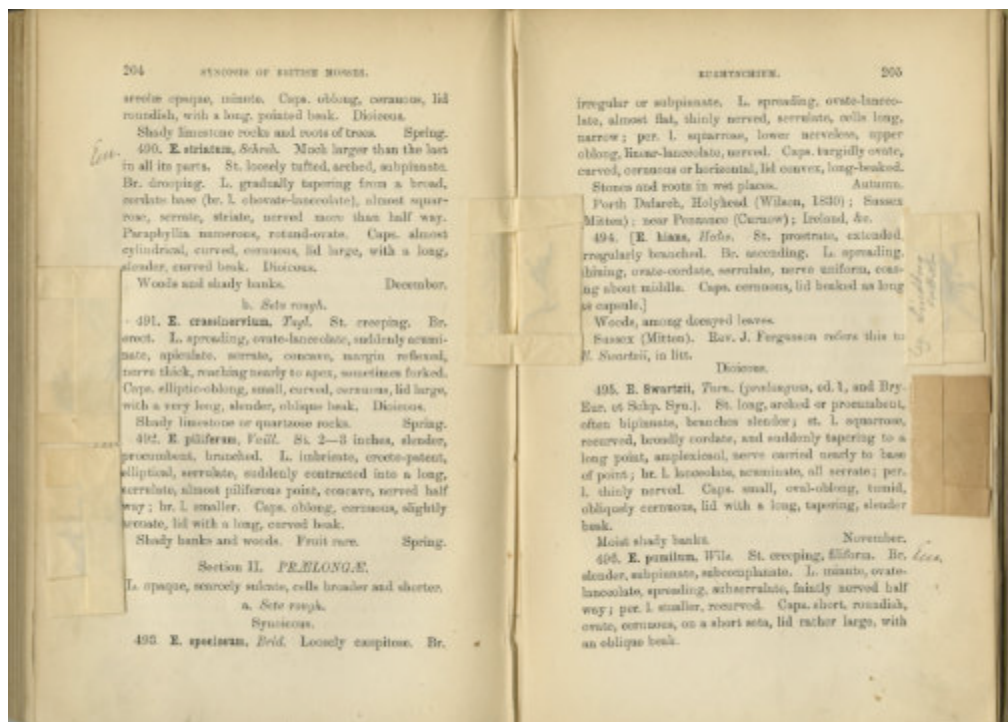 204 SYNOPSIS OF BRITISH MOSSES.
areolæ opaque, minute. Caps. oblong, cernuous, lid
roundish, with a long, pointed beak. Dioicous.
Shady limestone rocks and roots of trees. Spring.
490. E. striatum, Schreb. Much larger than the last
in all its parts. St. loosely tufted, arched, subpinnate.
Br. drooping. L. gradually tapering from a broad,
cordate base (br. l. obovate-lanceolate), almost squar-
rose, serrate, striate, nerved more than half way.
Paraphyllia numerous, rotund-ovate. Caps. almost
cylindrical, curved, cernuous, lid large, with a long,
slender, curved beak. Dioicous.
Woods and shady banks. December.
b. Seta rough.
491. E. crassinervium, Tayl. St. creeping. Br.
erect. L. spreading, ovate-lanceolate, suddenly acumi-
nate, apiculate, serrate, concave, margin reflexed,
nerve thick, reaching nearly to apex, sometimes forked.
Caps. elliptic-oblong, small, curved, cernuous, lid large,
with a very long, slender, oblique beak. Dioicous.
Shady limestone or quartzose rocks. Spring.
492. E. piliferum, Vaill. St. 2—3 inches, slender,
procumbent, branched. L. imbricate, erecto-patent,
elliptical, serrulate, suddenly contracted into a long,
serrulate, almost piliferous point, concave, nerved half
way; br. l. smaller. Caps. oblong, cernuous, slightly
arcuate, lid with a long, curved beak.
Shady banks and woods. Fruit rare. Spring.
Section II. PRÆLONGÆ.
L. opaque, scarcely sulcate, cells broader and shorter.
a. Seta rough.
Synoicous.
493. E. speciosum, Brid. Loosely cæspitose. Br.
EURHYNCHIUM. 205
irregular or subpinnate. L. spreading, ovate-lanceo-
late, almost flat, thinly nerved, serrulate, cells long,
narrow; per. l. squarrose, lower nerveless, upper
oblong, linear-lanceolate, nerved. Caps. turgidly ovate,
curved, cernuous or horizontal, lid convex, long-beaked.
Stones and roots in wet places. Autumn.
Porth Dafarch, Holyhead (Wilson, 1830); Sussex
(Mitten); near Penzance (Curnow); Ireland, &c.
494. [E. hians, Hedw. St. prostrate, extended,
irregularly branched. Br. ascending. L. spreading,
ovate-cordate, serrulate, nerve uniform, ceas-
ing about middle. Caps. cernuous, lid beaked as long
as capsule.]
Woods, among decayed leaves.
Sussex (Mitten). Rev. J. Fergusson refers this to
E. Swartzii, in litt.
Dioicous.
495. E. Swartzii, Turn. (prælongum, ed. 1, and Bry.
Eur. et Schp. Syn.). St. long, arched or procumbent,
often bipinnate, branches slender; st. l. squarrose,
recurved, broadly cordate, and suddenly tapering to a
long point, amplexicaul, nerve carried nearly to base
of point; br. l. lanceolate, acuminate, all serrate; per.
l. thinly nerved. Caps. small, oval-oblong, tumid,
obliquely cernuous, lid with a long, tapering, slender
beak.
Moist shady banks. November.
496. E. pumilum, Wils. St. creeping, filiform. Br.
slender, subpinnate, subcomplanate. L. minute, ovate-
lanceolate, spreading, subserrulate, faintly nerved half
way; per. l. smaller, recurved. Caps. short, roundish,
ovate, cernuous, on a short seta, lid rather large, with
an oblique beak.